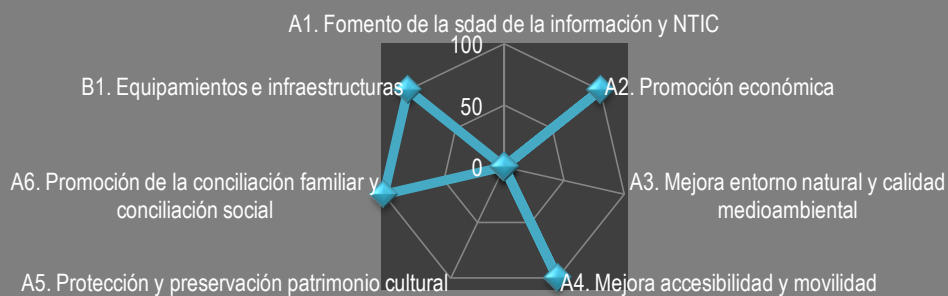 A1. Fomento de la sdad de la información y NTIC
100
B1. Equipamientos e infraestructuras
A2. Promoción económica
50
0
A6. Promoción de la conciliación familiar y
conciliación social
A3. Mejora entorno natural y calidad
medioambiental
A5. Protección y preservación patrimonio cultural
A4. Mejora accesibilidad y movilidad